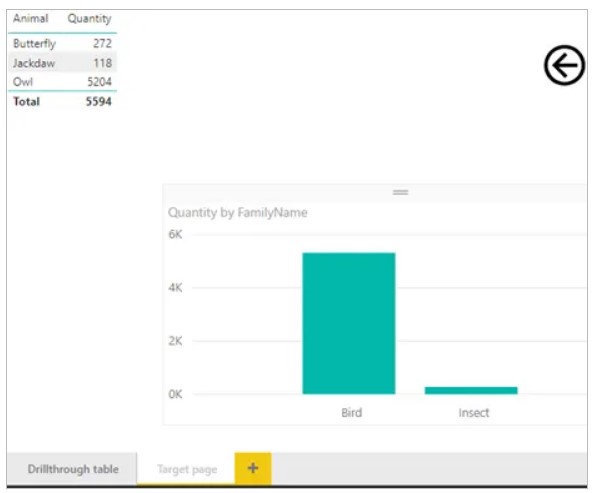 Animal Quantity
Butterfly 272
Jackdaw 118
Owl 5204
Total 5594
Quantity by FamilyName
6K
4K
2K
0K
Bird Insect
Drillthrough table Target page +